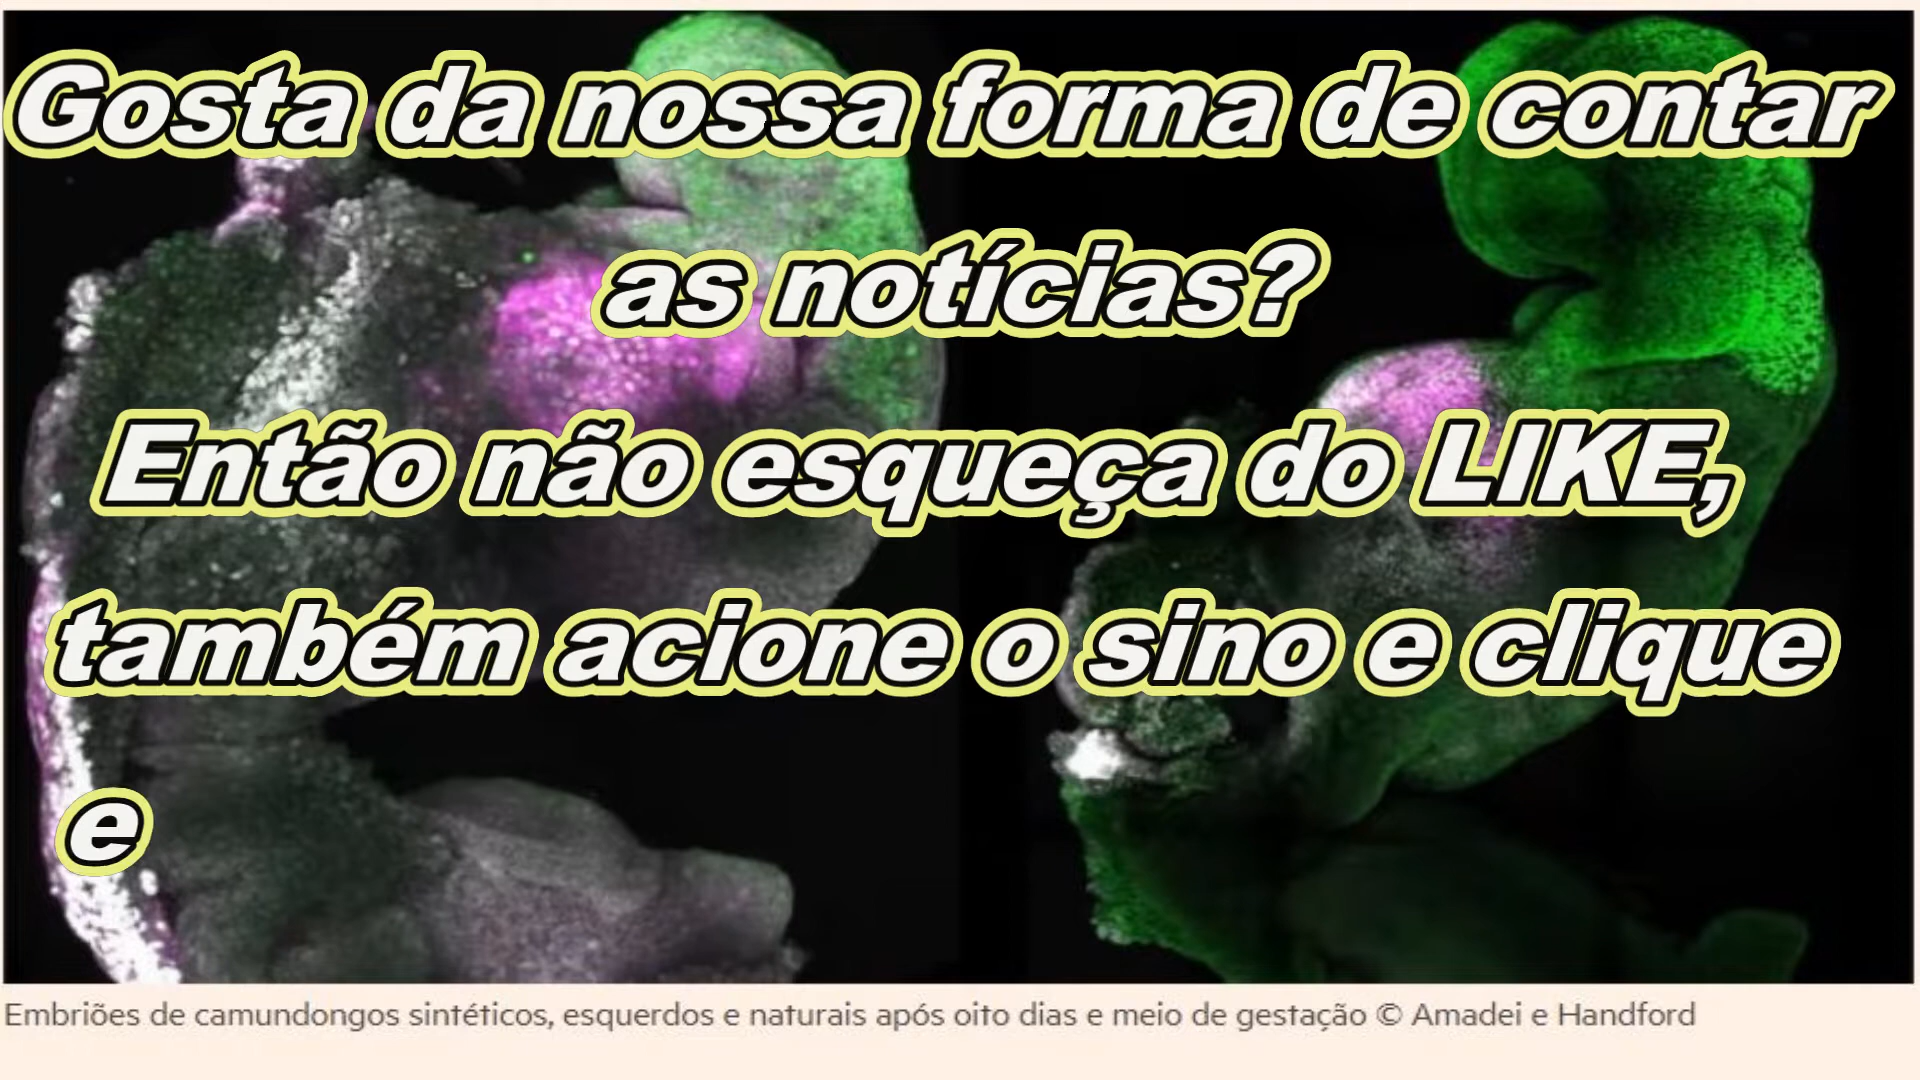 Gosta da nossa forma de contar
as notícias?
Então não esqueça do LIKE,
também acione o sino e clique
e
Embriões de camundongos sintéticos, esquerdos e naturais após oito dias e meio de gestação © Amadei e Handford